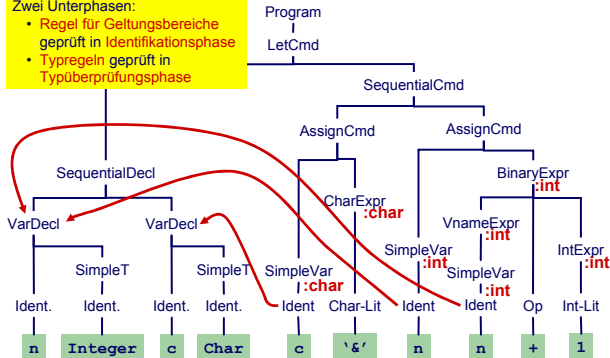 Zwei Unterphasen:
• Regel für Geltungsbereiche
geprüft in Identifikationsphase
• Typregeln geprüft in
Typüberprüfungsphase
Program
LetCmd
SequentialCmd
AssignCmd AssignCmd
SequentialDecl BinaryExpr
:int
CharExpr
:char
VarDecl VarDecl VnameExpr
:int
SimpleT SimpleT SimpleVar
:char
SimpleVar
:int
SimpleVar
:int
IntExpr
:int
Ident. Ident. Ident. Ident. Ident Char-Lit Ident Ident Op Int-Lit
n Integer c Char c ‘&’ n n + 1